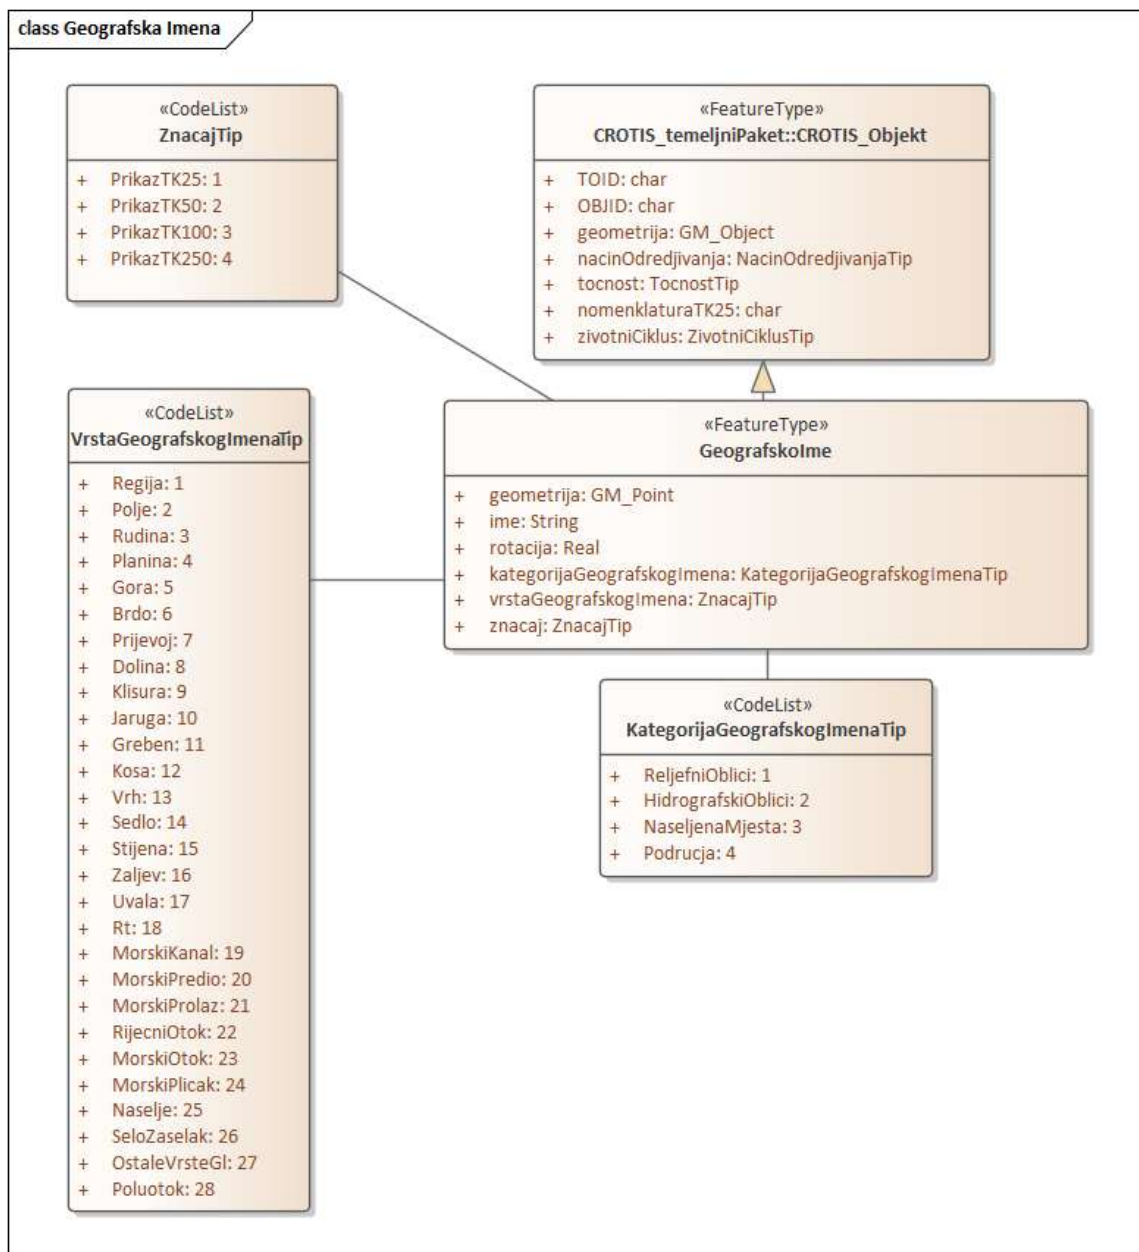 class Geografska Imena
«CodeList»
ZnacajTip
+ PrikazTK25: 1
+ PrikazTK50: 2
+ PrikazTK100: 3
+ PrikazTK250: 4
«FeatureType»
CROTIS_temeljniPaket::CROTIS_Objekt
+ TOID: char
+ OBJID: char
+ geometrija: GM_Object
+ nacinOdredjivanja: NacinOdredjivanjaTip
+ tocnost: TocnostTip
+ nomenklaturaTK25: char
+ zivotniCiklus: ZivotniCiklusTip
«CodeList»
VrstaGeografskogImenaTip
+ Regija: 1
+ Polje: 2
+ Rudina: 3
+ Planina: 4
+ Gora: 5
+ Brdo: 6
+ Prijevoj: 7
+ Dolina: 8
+ Klisura: 9
+ Jaruga: 10
+ Greben: 11
+ Kosa: 12
+ Vrh: 13
+ Sedlo: 14
+ Stijena: 15
+ Zaljev: 16
+ Uvala: 17
+ Rt: 18
+ MorskiKanal: 19
+ MorskiPredio: 20
+ MorskiProlaz: 21
+ RijecniOtok: 22
+ MorskiOtok: 23
+ MorskiPlicak: 24
+ Naselje: 25
+ SeloZaselak: 26
+ OstaleVrsteGI: 27
+ Poluotok: 28
«FeatureType»
GeografskoIme
+ geometrija: GM_Point
+ ime: String
+ rotacija: Real
+ kategorijaGeografskogImena: KategorijaGeografskogImenaTip
+ vrstaGeografskogImena: ZnacajTip
+ znacaj: ZnacajTip
«CodeList»
KategorijaGeografskogImenaTip
+ ReljefniOblici: 1
+ HidrografskiOblici: 2
+ NaseljenaMjesta: 3
+ Podrucja: 4